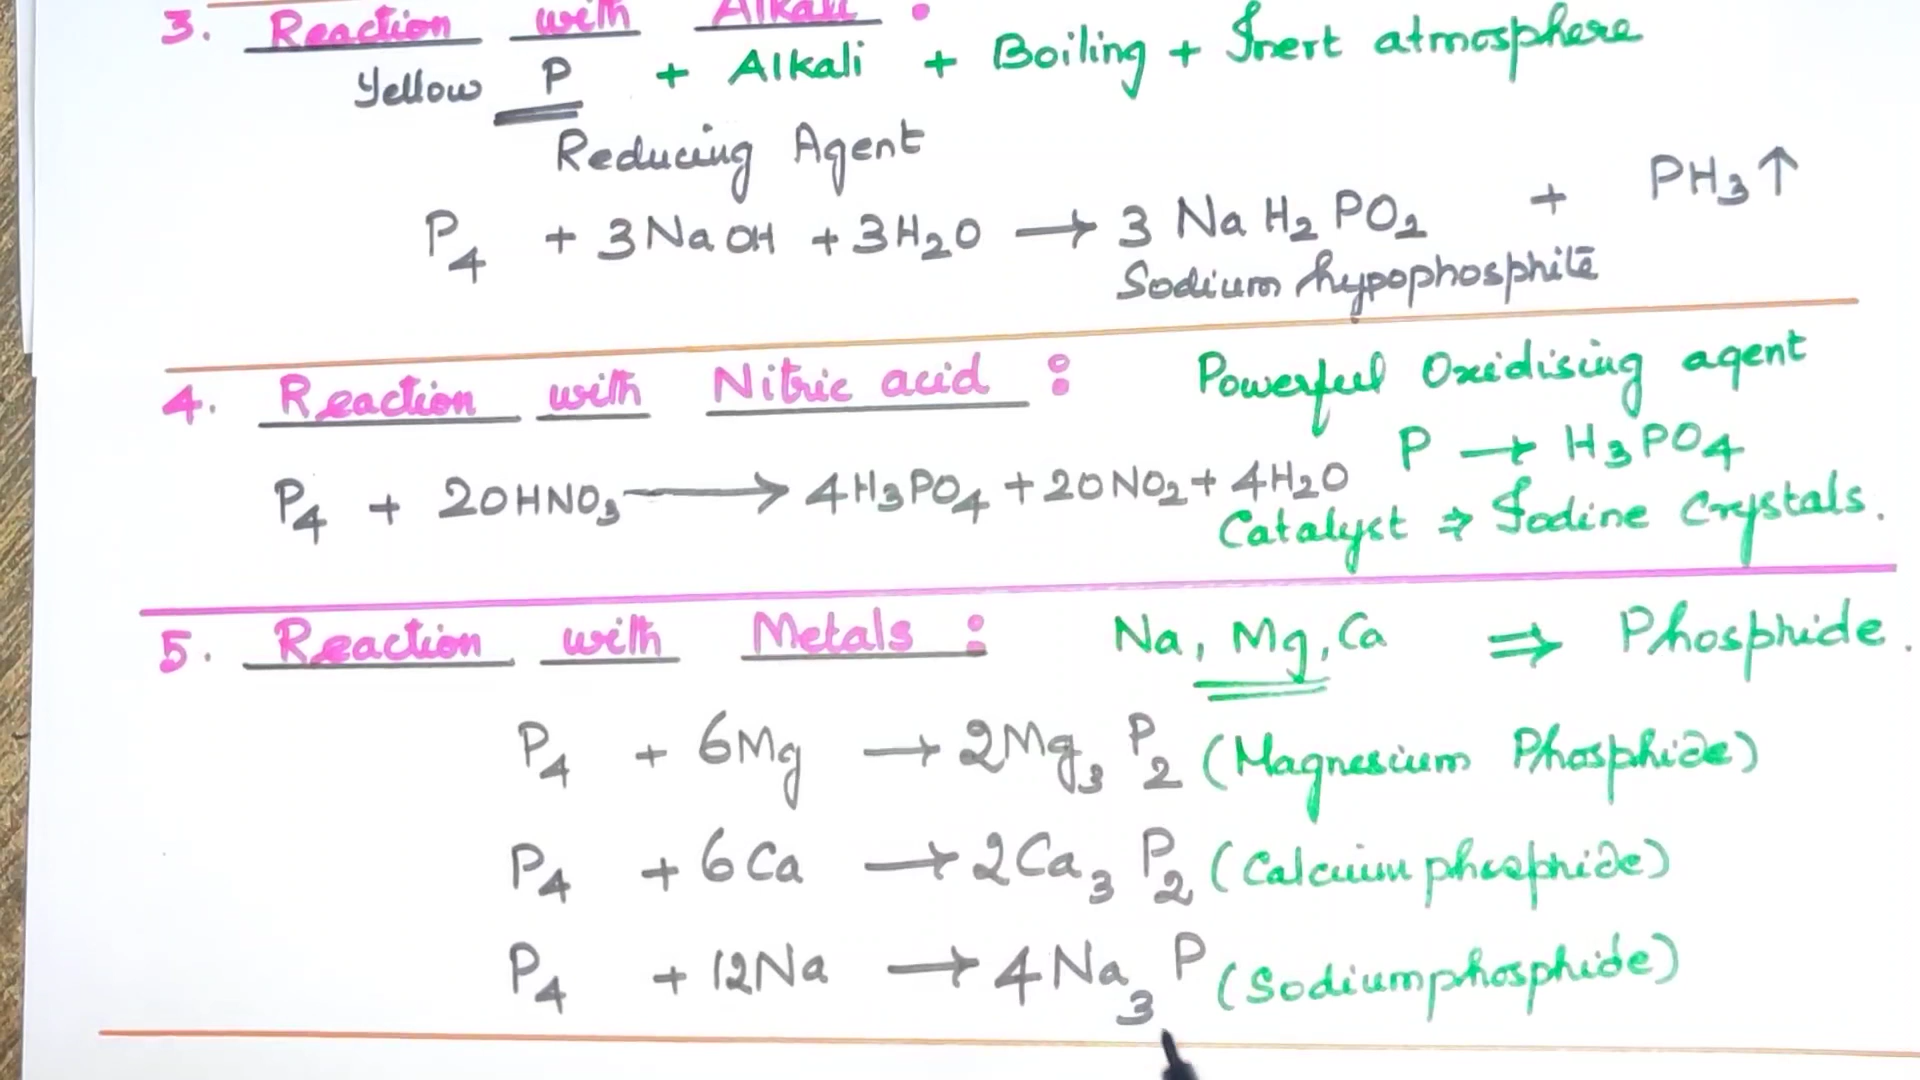 3. Reaction with Alkali :
Yellow P + Alkali + Boiling + Inert atmosphere
Reducing Agent
P₄ + 3NaOH + 3H₂O → 3 NaH₂PO₂ + PH₃↑
Sodium hypophosphite
4. Reaction with Nitric acid : Powerful Oxidising agent
P → H₃PO₄
P₄ + 20HNO₃ → 4H₃PO₄ + 20NO₂ + 4H₂O
Catalyst ⇒ Iodine Crystals.
5. Reaction with Metals : Na, Mg, Ca ⇒ Phosphide.
P₄ + 6Mg → 2Mg₃P₂ (Magnesium Phosphide)
P₄ + 6Ca → 2Ca₃P₂ (Calcium phosphide)
P₄ + 12Na → 4Na₃P (Sodium phosphide)